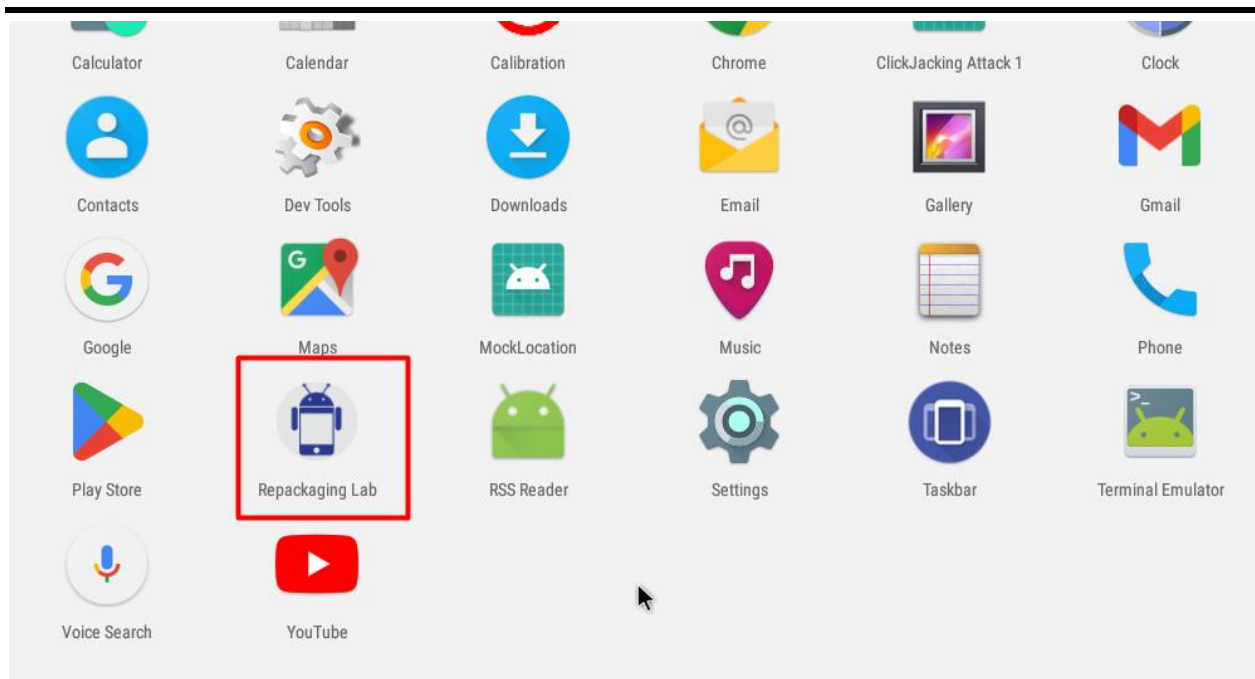 Calculator Calendar Calibration Chrome ClickJacking Attack 1 Clock
@
Contacts Dev Tools Downloads Email Gallery Gmail
G G
Google Maps MockLocation Music Notes Phone
>_
Play Store Repackaging Lab RSS Reader Settings Taskbar Terminal Emulator
Voice Search YouTube